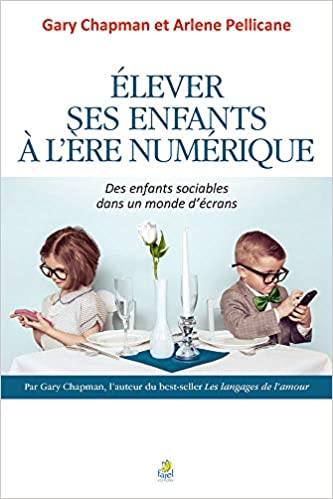 Gary Chapman et Arlene Pellicane
ÉLEVER
SES ENFANTS
À L'ÈRE NUMÉRIQUE
Des enfants sociables
dans un monde d'écrans
Par Gary Chapman, l'auteur du best-seller Les langages de l'amour
farel